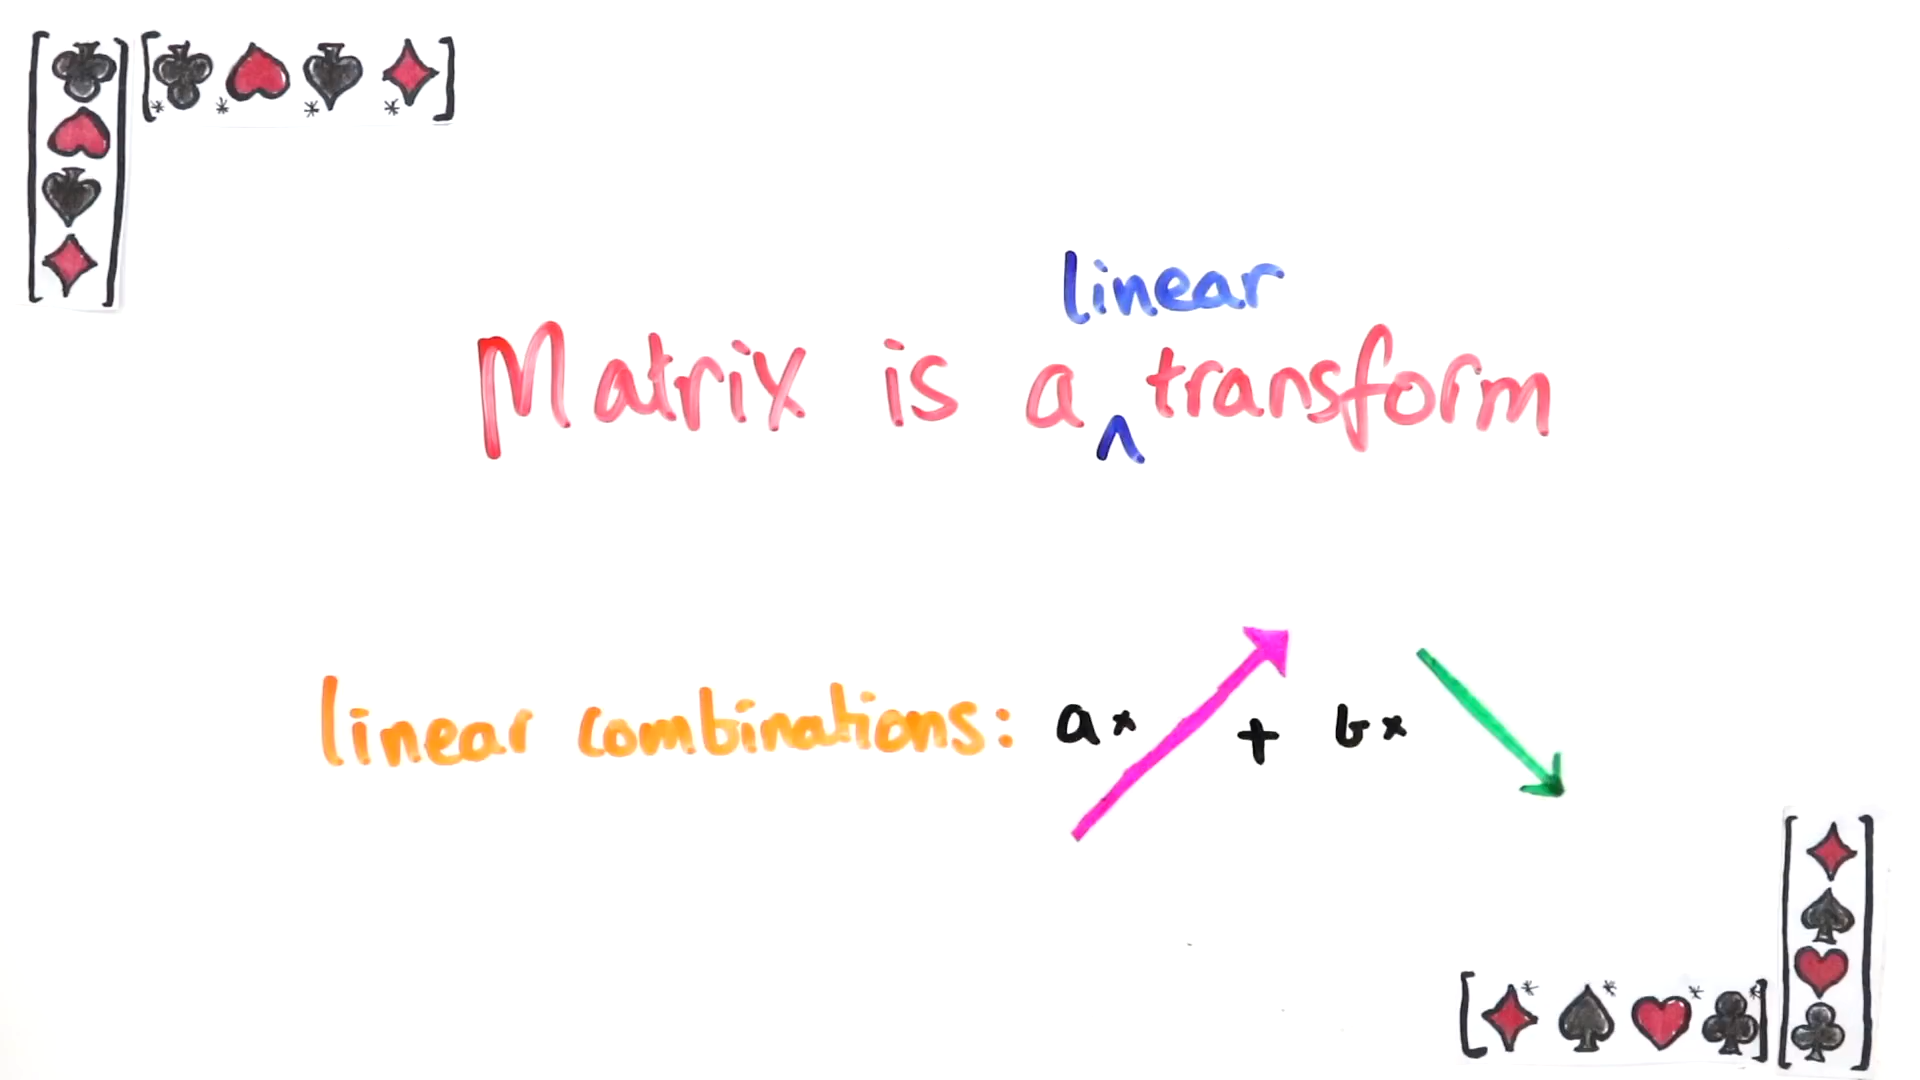 linear
Matrix is a ^ transform
linear combinations: a× + b×